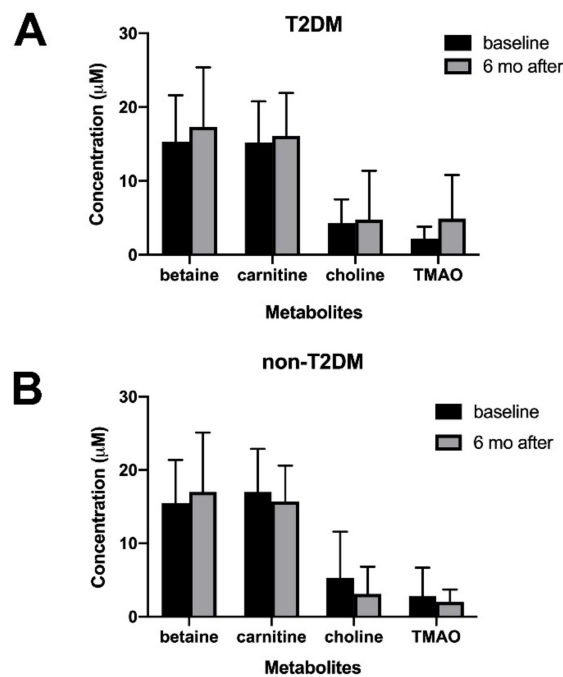 A
T2DM
baseline
6 mo after
Concentration (μM)
30
20
10
0
betaine carnitine choline TMAO
Metabolites
B
non-T2DM
baseline
6 mo after
Concentration (μM)
30
20
10
0
betaine carnitine choline TMAO
Metabolites